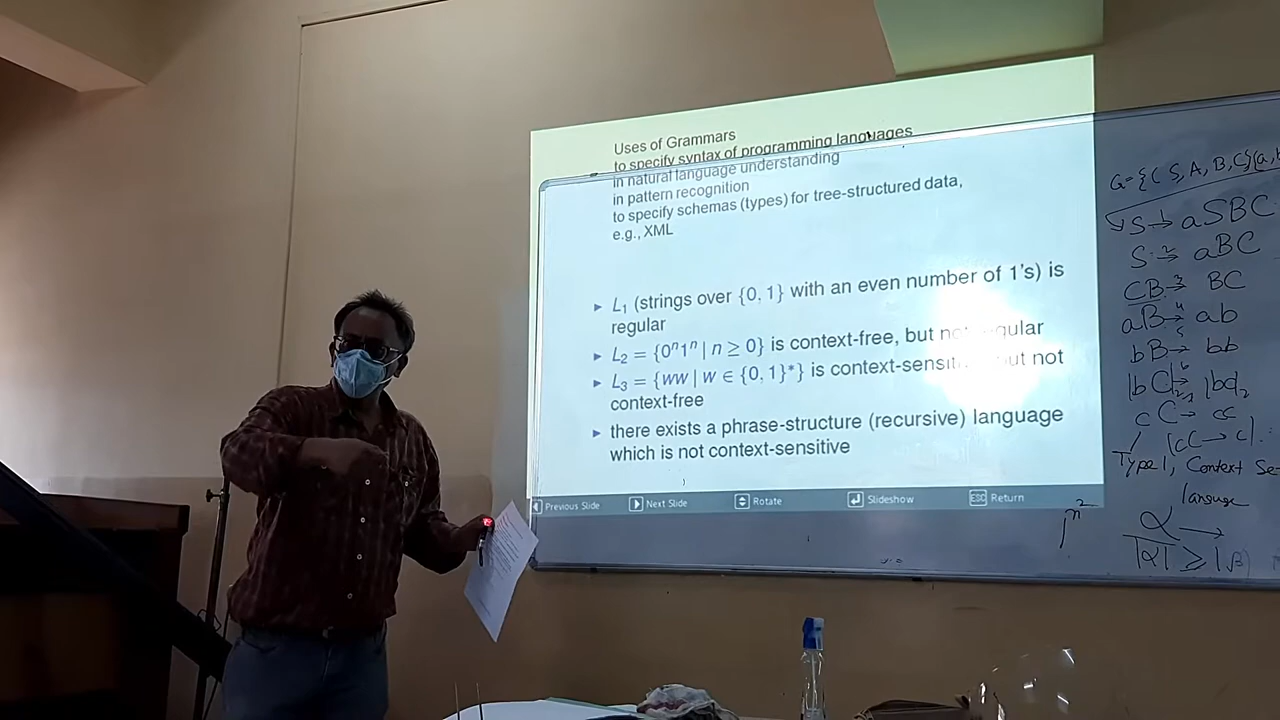 Uses of Grammars
to specify syntax of programming languages
in natural language understanding
in pattern recognition
to specify schemas (types) for tree-structured data,
e.g., XML
► L₁ (strings over {0, 1} with an even number of 1's) is
regular
► L₂ = {0ⁿ1ⁿ | n ≥ 0} is context-free, but not regular
► L₃ = {ww | w ∈ {0, 1}*} is context-sensit but not
context-free
► there exists a phrase-structure (recursive) language
which is not context-sensitive
Previous Slide Next Slide Rotate Slideshow ESC Return
G={(S, A, B, C}(a, b
S → aSBC
S → aBC
CB → BC
aB → ab
bB → bb
cC → cc
Type 1, Context Se
language
α →
|α| ≥ |β|